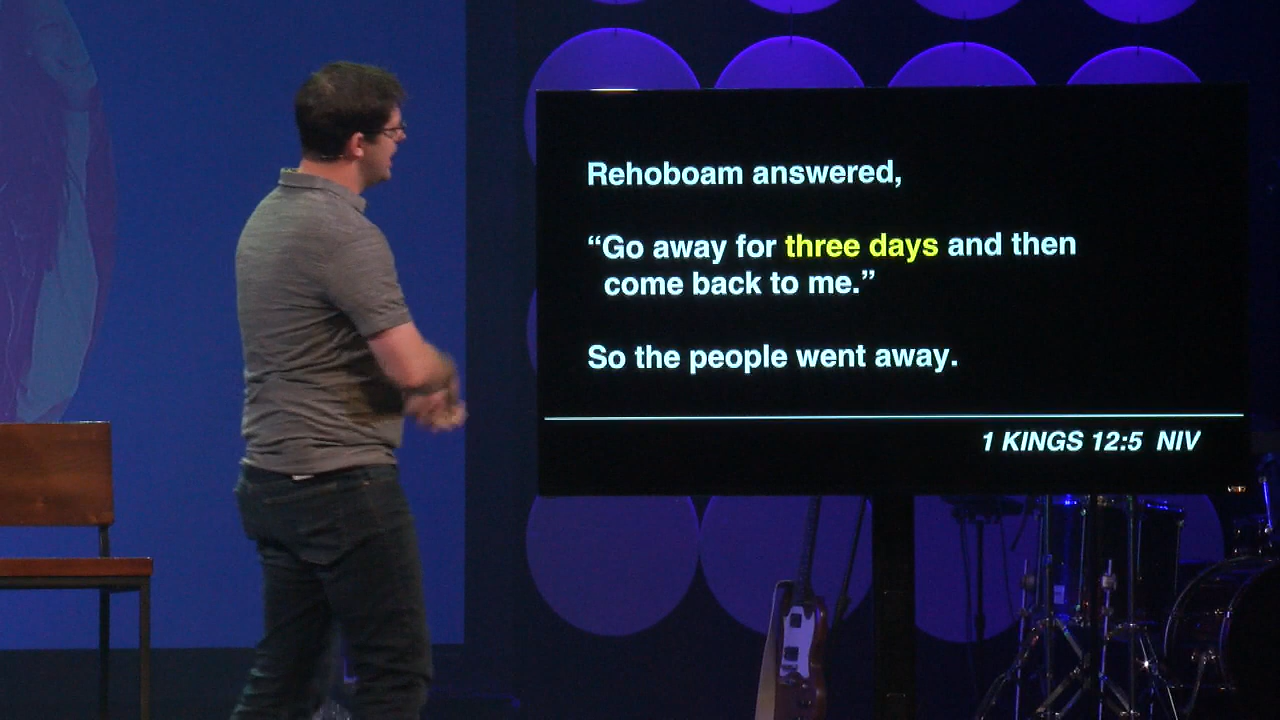 Rehoboam answered,
“Go away for three days and then
come back to me.”
So the people went away.
1 KINGS 12:5 NIV